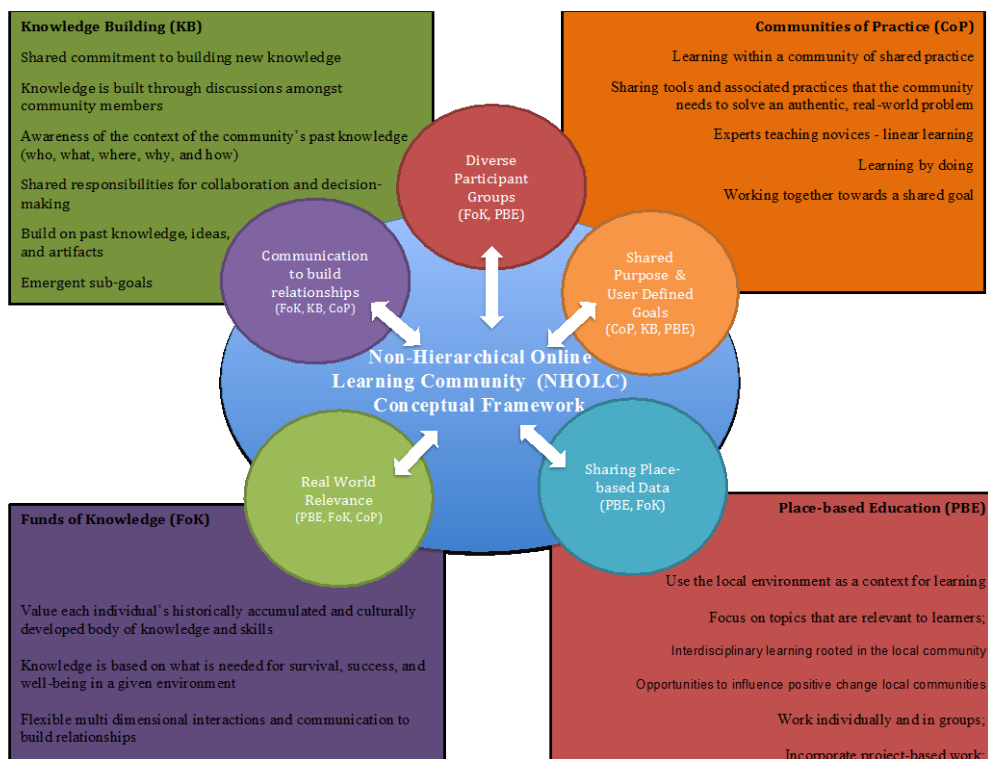 Knowledge Building (KB)
Shared commitment to building new knowledge
Knowledge is built through discussions amongst
community members
Awareness of the context of the community's past knowledge
(who, what, where, why, and how)
Shared responsibilities for collaboration and decision-
making
Build on past knowledge, ideas,
and artifacts
Emergent sub-goals
Communities of Practice (CoP)
Learning within a community of shared practice
Sharing tools and associated practices that the community
needs to solve an authentic, real-world problem
Experts teaching novices - linear learning
Learning by doing
Working together towards a shared goal
Diverse
Participant
Groups
(FoK, PBE)
Communication
to build
relationships
(FoK, KB, CoP)
Shared
Purpose &
User Defined
Goals
(CoP, KB, PBE)
Non-Hierarchical Online
Learning Community (NHOLC)
Conceptual Framework
Real World
Relevance
(PBE, FoK, CoP)
Sharing Place-
based Data
(PBE, FoK)
Funds of Knowledge (FoK)
Value each individual's historically accumulated and culturally
developed body of knowledge and skills
Knowledge is based on what is needed for survival, success, and
well-being in a given environment
Flexible multi dimensional interactions and communication to
build relationships
Place-based Education (PBE)
Use the local environment as a context for learning
Focus on topics that are relevant to learners;
Interdisciplinary learning rooted in the local community
Opportunities to influence positive change local communities
Work individually and in groups;
Incorporate project-based work;